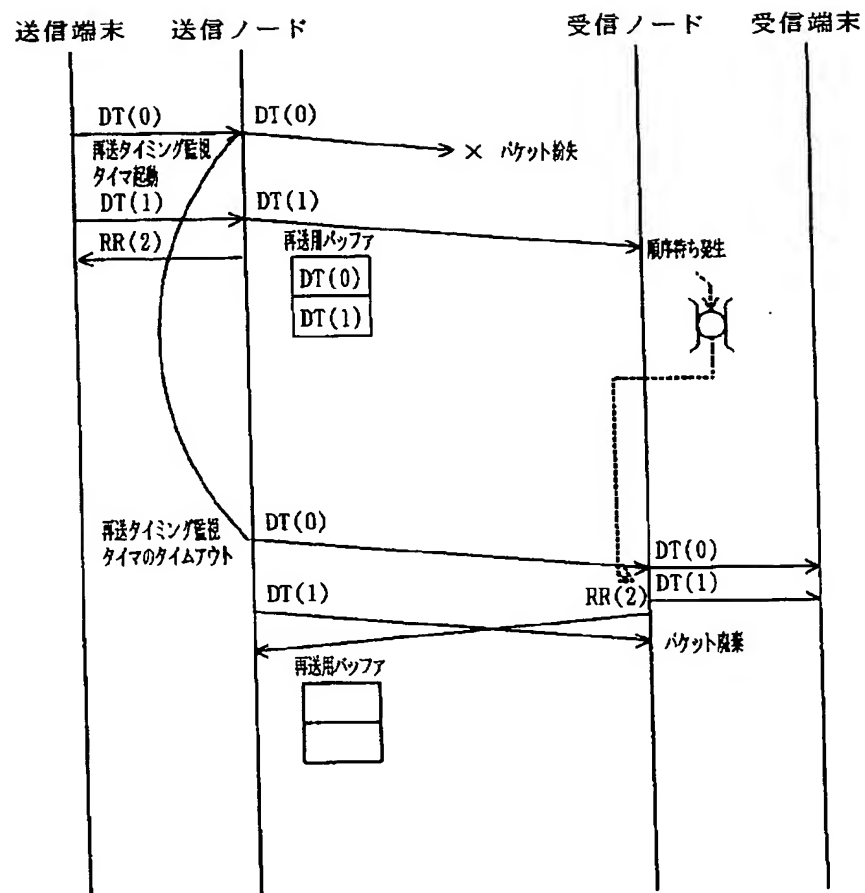 送信端末 送信ノード 受信ノード 受信端末
DT(0) DT(0)
再送タイミング監視
タイマ起動
× パケット紛失
DT(1) DT(1)
RR(2)
再送用バッファ
DT(0)
DT(1)
順序待ち発生
再送タイミング監視
タイマのタイムアウト
DT(0)
DT(0)
DT(1)
RR(2)
DT(1)
パケット廃棄
再送用バッファ